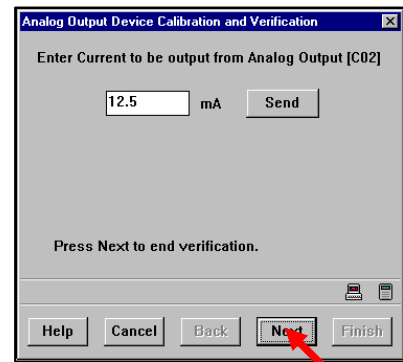 Analog Output Device Calibration and Verification
Enter Current to be output from Analog Output [C02]
12.5 mA Send
Press Next to end verification.
Help Cancel Back Next Finish